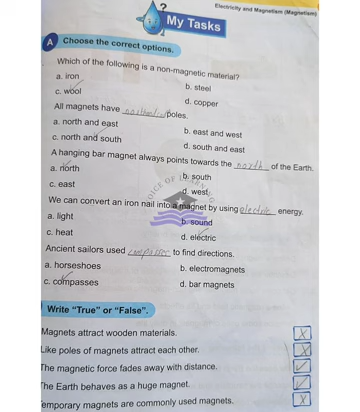 Electricity and Magnetism (Magnetism)
My Tasks
A Choose the correct options.
Which of the following is a non-magnetic material?
a. iron
b. steel
c. wool
d. copper
All magnets have poles.
a. north and east
b. east and west
c. north and south
d. south and east
A hanging bar magnet always points towards the north of the Earth.
a. north
b. south
c. east
d. west
We can convert an iron nail into a magnet by using electric energy.
a. light
b. sound
c. heat
d. electric
Ancient sailors used compasses to find directions.
a. horseshoes
b. electromagnets
c. compasses
d. bar magnets
Write "True" or "False".
Magnets attract wooden materials.
Like poles of magnets attract each other.
The magnetic force fades away with distance.
The Earth behaves as a huge magnet.
Temporary magnets are commonly used magnets.